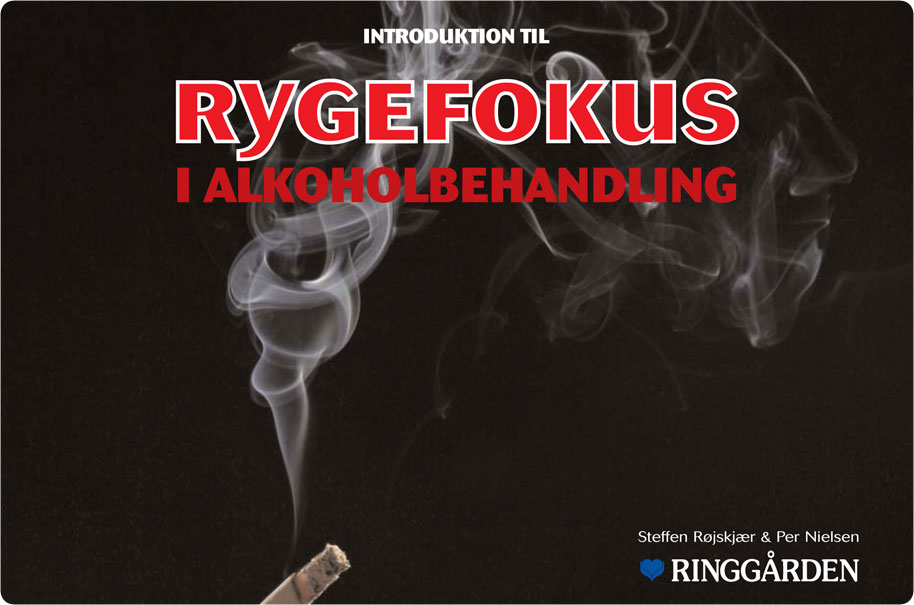 INTRODUKTION TIL
RYGEFOKUS
I ALKOHOLBEHANDLING
Steffen Røjskjær & Per Nielsen
RINGGÅRDEN